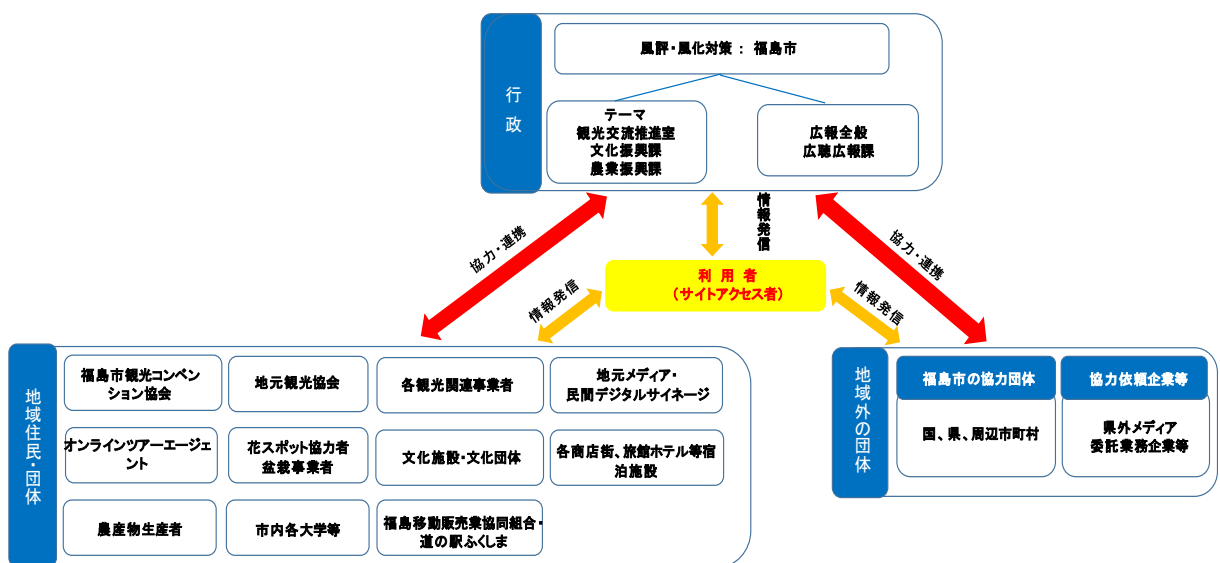 行政
風評・風化対策 ： 福島市
テーマ
観光交流推進室
文化振興課
農業振興課
広報全般
広聴広報課
情報発信
協力・連携
協力・連携
利 用 者
（サイトアクセス者）
情報発信
情報発信
地域住民・団体
福島市観光コンベン
ション協会
地元観光協会
各観光関連事業者
地元メディア・
民間デジタルサイネージ
オンラインツアーエージェ
ント
花スポット協力者
盆栽事業者
文化施設・文化団体
各商店街、旅館ホテル等宿
泊施設
農産物生産者
市内各大学等
福島移動販売業協同組合・
道の駅ふくしま
地域外の団体
福島市の協力団体
国、県、周辺市町村
協力依頼企業等
県外メディア
委託業務企業等